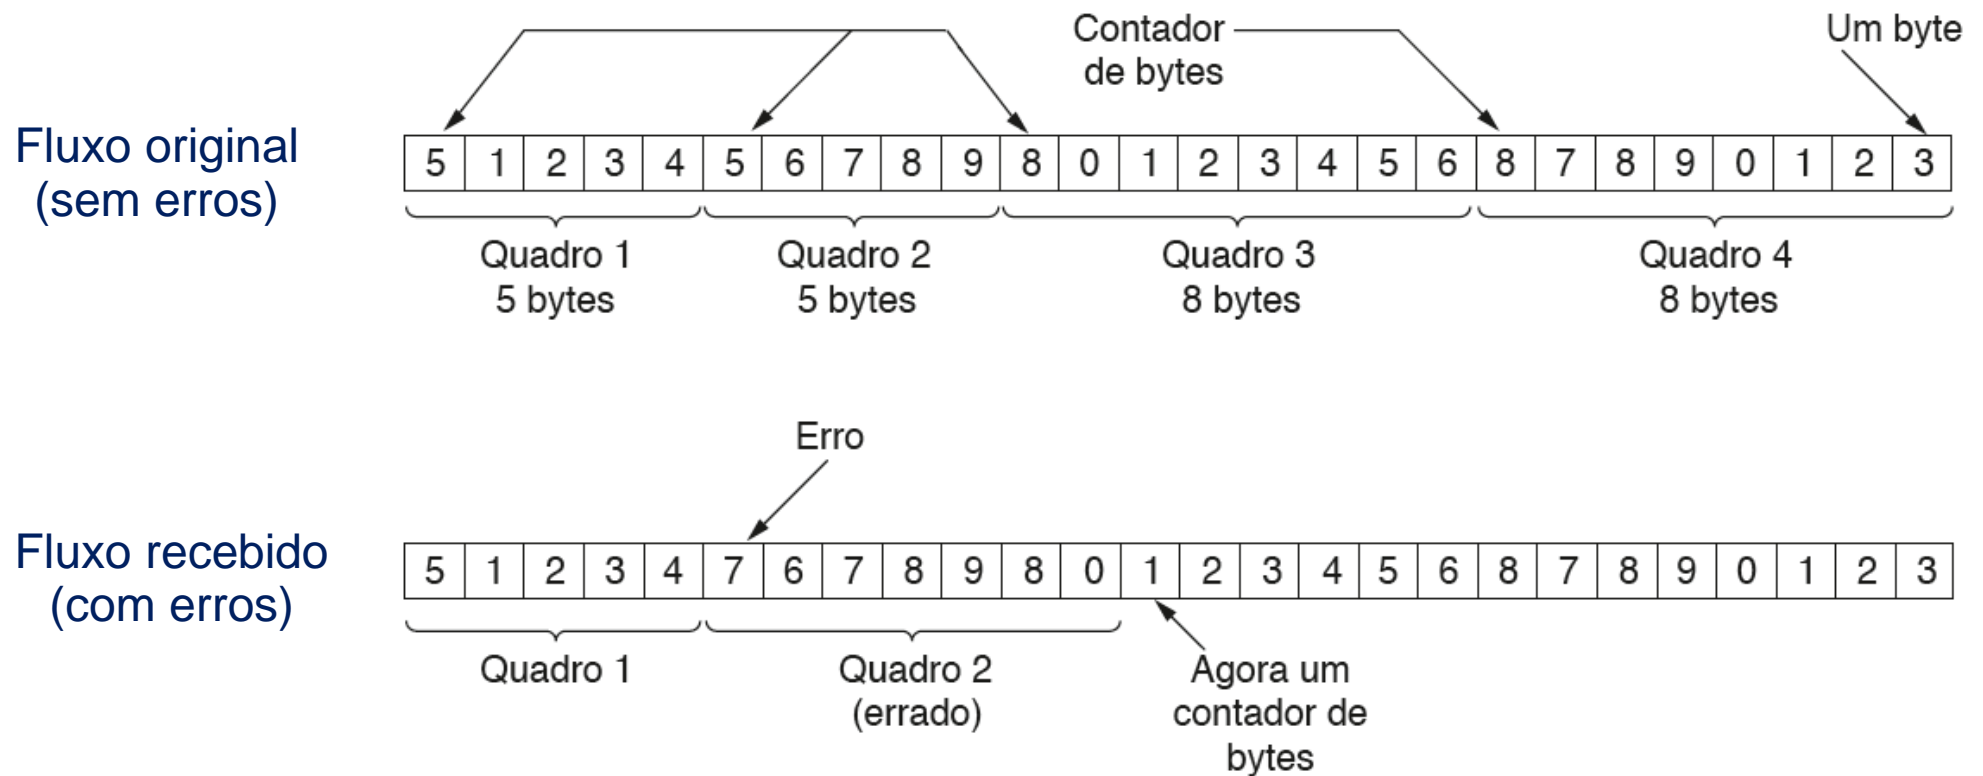 Contador
de bytes
Um byte
Fluxo original
(sem erros)
5 1 2 3 4 5 6 7 8 9 8 0 1 2 3 4 5 6 8 7 8 9 0 1 2 3
Quadro 1
5 bytes
Quadro 2
5 bytes
Quadro 3
8 bytes
Quadro 4
8 bytes
Erro
Fluxo recebido
(com erros)
5 1 2 3 4 7 6 7 8 9 8 0 1 2 3 4 5 6 8 7 8 9 0 1 2 3
Quadro 1
Quadro 2
(errado)
Agora um
contador de
bytes